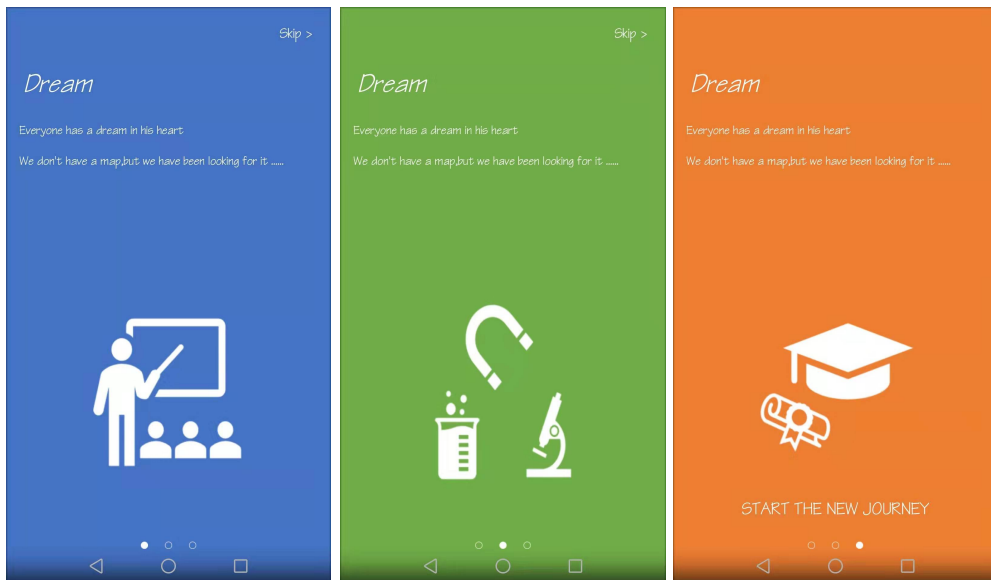 Skip >
Dream
Everyone has a dream in his heart
We don't have a map,but we have been looking for it ......
Skip >
Dream
Everyone has a dream in his heart
We don't have a map,but we have been looking for it ......
Dream
Everyone has a dream in his heart
We don't have a map,but we have been looking for it ......
START THE NEW JOURNEY